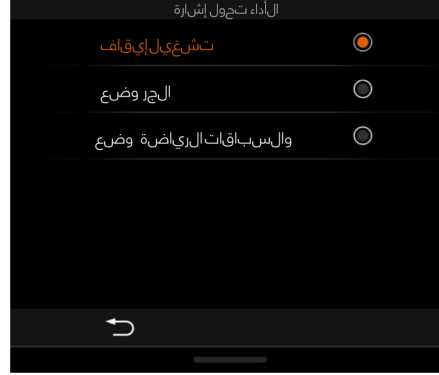 الأداء تحول إشارة
تشغيل إيقاف
الجر وضع
والسباقات الرياضة وضع